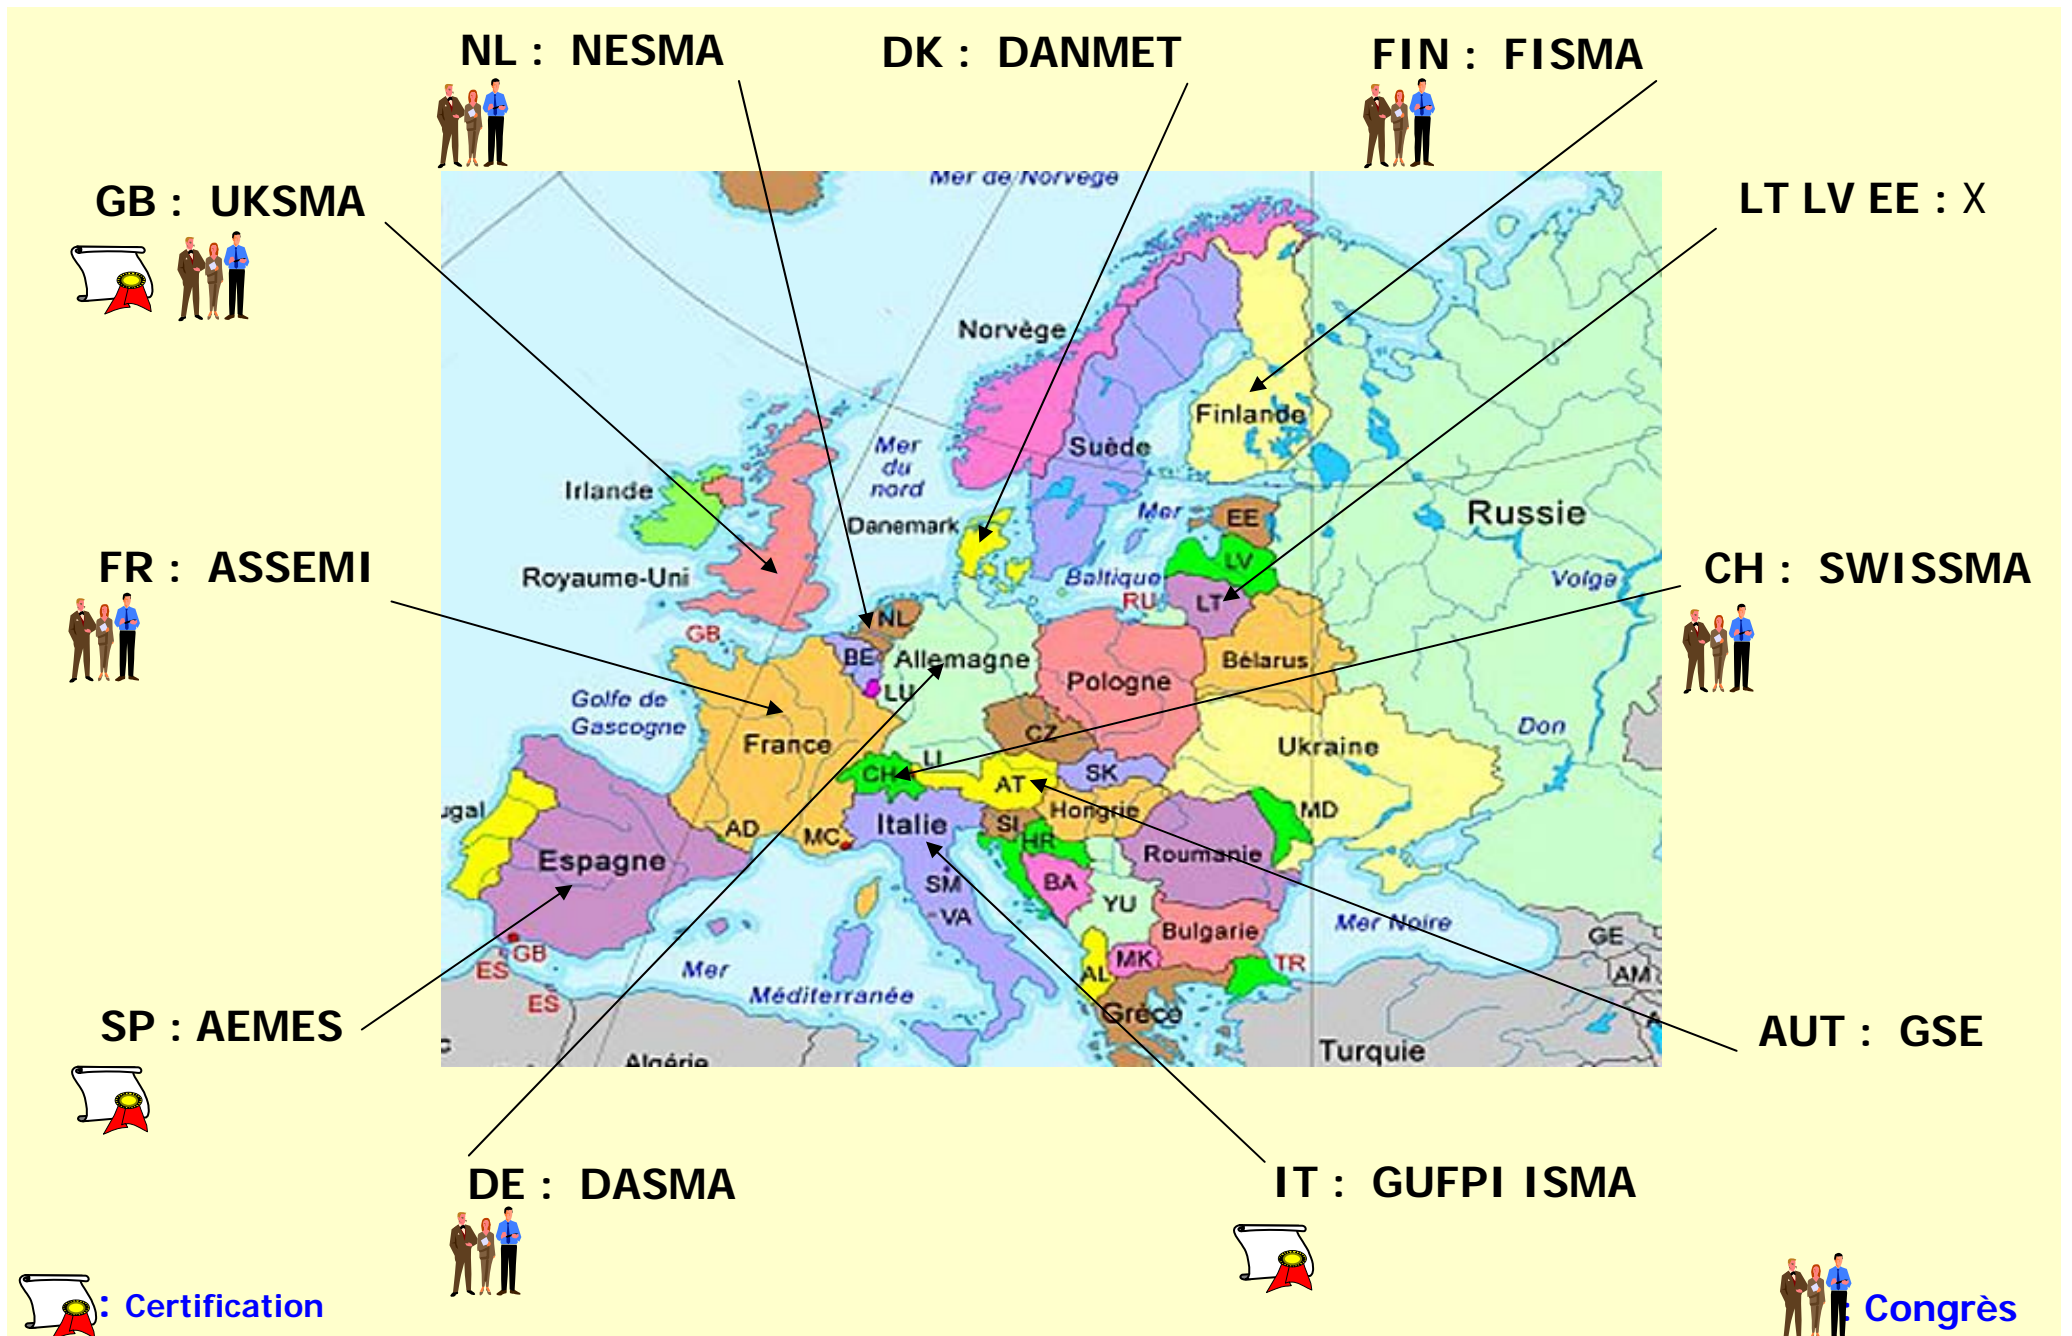 NL : NESMA
DK : DANMET
FIN : FISMA
GB : UKSMA
LT LV EE : X
Mer de Norvège
Norvège
Finlande
Suède
Mer
du
nord
Irlande
Russie
Mer
EE
Danemark
LV
FR : ASSEMI
CH : SWISSMA
Royaume-Uni
Baltique
Volga
RU
LT
NL
GB
BE
Allemagne
Bélarus
LU
Pologne
Golfe de
Gascogne
France
CZ
Ukraine
Don
LI
CH
AT
SK
ugal
Hongrie
MD
AD
MC
Italie
SI
HR
Espagne
Roumanie
SM
BA
VA
YU
Mer Noire
Bulgarie
GE
GB
ES
MK
TR
AL
AM
Mer
Méditerranée
ES
Grèce
SP : AEMES
AUT : GSE
Turquie
Algérie
DE : DASMA
IT : GUFPI ISMA
: Certification
: Congrès